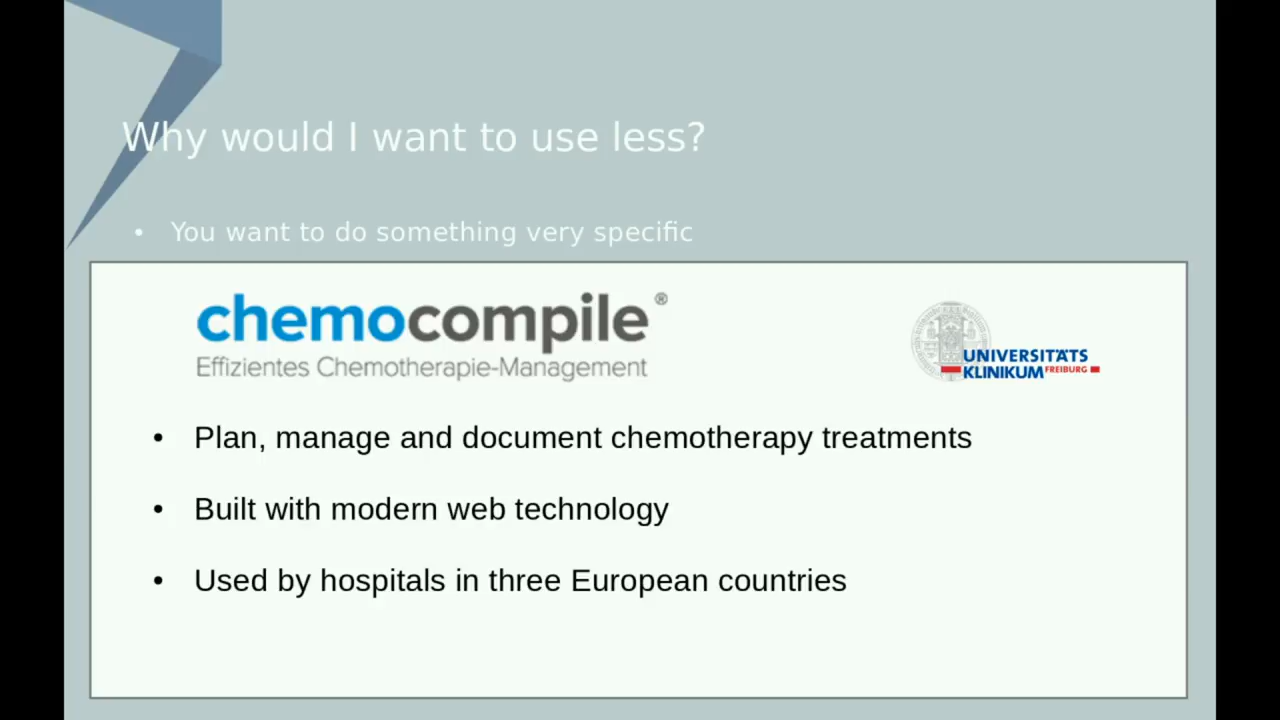 Why would I want to use less?
• You want to do something very specific
chemocompile®
Effizientes Chemotherapie-Management
UNIVERSITÄTS
KLINIKUM FREIBURG
• Plan, manage and document chemotherapy treatments
• Built with modern web technology
• Used by hospitals in three European countries